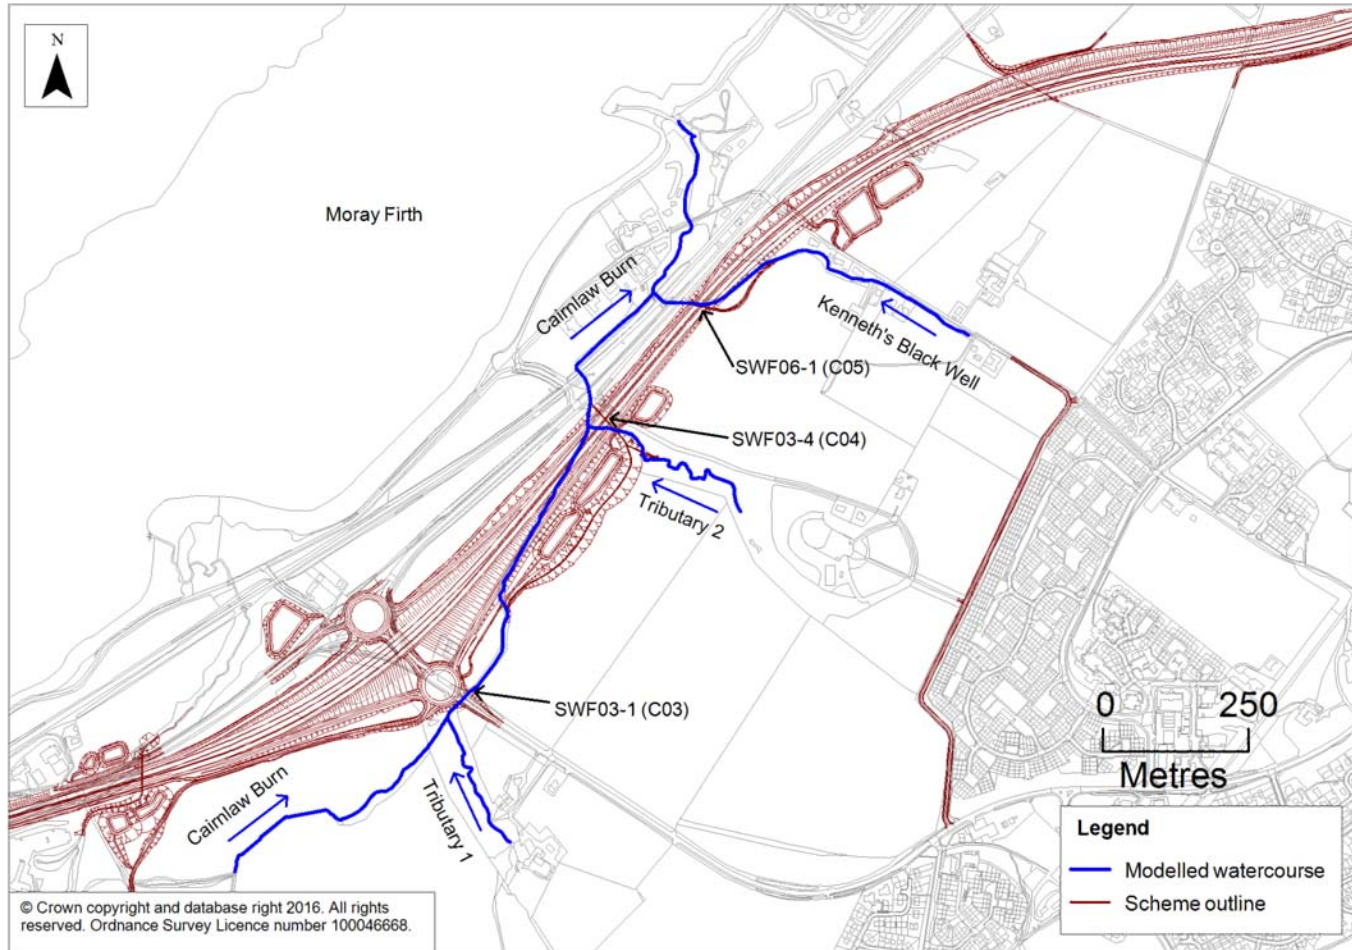 N
Moray Firth
Cairnlaw Burn
Kenneth's Black Well
SWF06-1 (C05)
SWF03-4 (C04)
Tributary 2
SWF03-1 (C03)
0 250
Metres
Cairnlaw Burn
Tributary 1
Legend
Modelled watercourse
Scheme outline
© Crown copyright and database right 2016. All rights
reserved. Ordnance Survey Licence number 100046668.